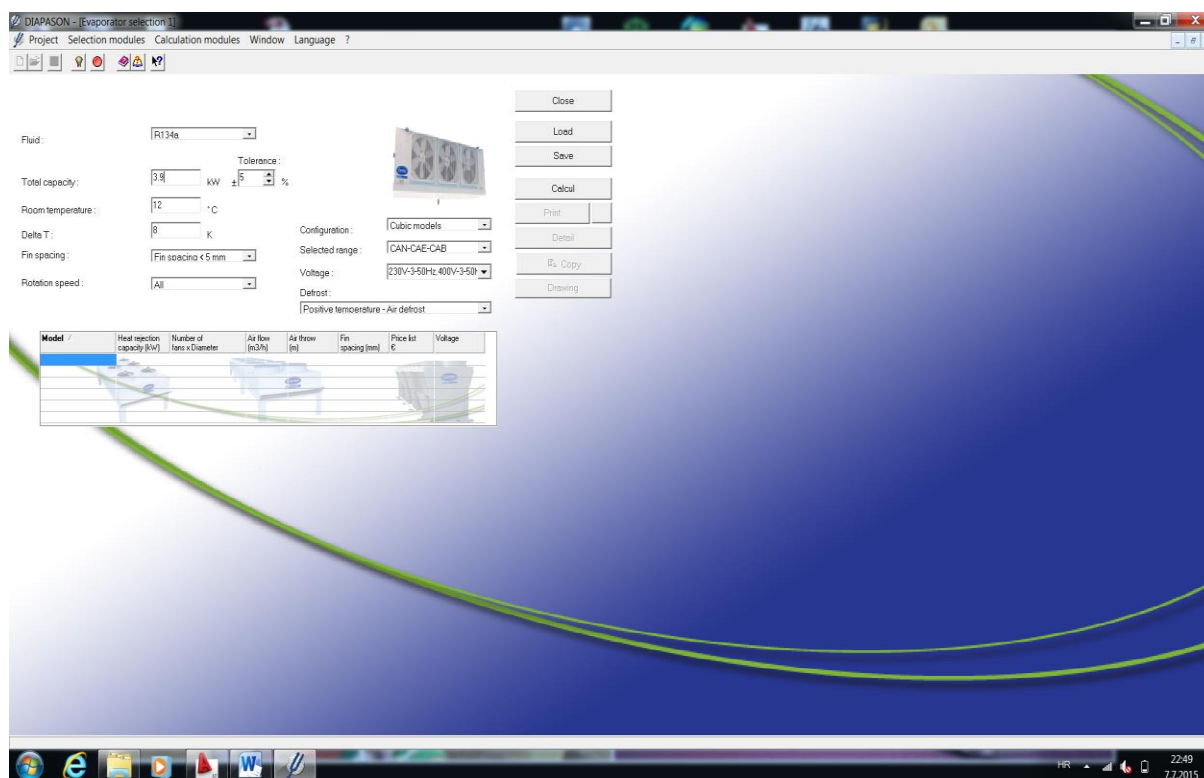 DIAPASON - [Evaporator selection 1]
Project Selection modules Calculation modules Window Language ?
Close
Load
Save
Calcul
Print
Detail
Copy
Drawing
Fluid : R134a
Tolerance :
Total capacity : 3.9 kW ± 5 %
Room temperature : 12 °C
Delta T : 8 K
Fin spacing : Fin spacing < 5 mm
Rotation speed : All
Configuration : Cubic models
Selected range : CAN-CAE-CAB
Voltage : 230V-3-50Hz,400V-3-50H
Defrost :
Positive temperature - Air defrost
Model Heat rejection Number of Air flow Air throw Fin Price list Voltage
capacity (kW) fans x Diameter (m3/h) (m) spacing (mm) €
HR 22:49
7.7.2015